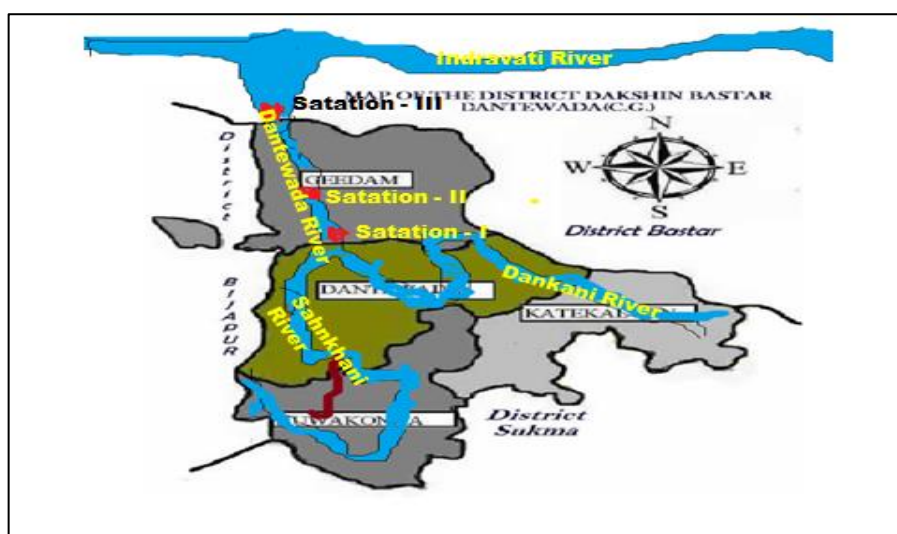 Indravati River
MAP OF THE DISTRICT DAKSHIN BASTAR
DANTEWADA(C.G.)
Satation - III
Dantewada River
District
GEEDAM
N
W
E
S
Satation - II
Satation - I
District Bastar
BIJAPUR
Dankani River
Sahnkhani
River
District
Sukma